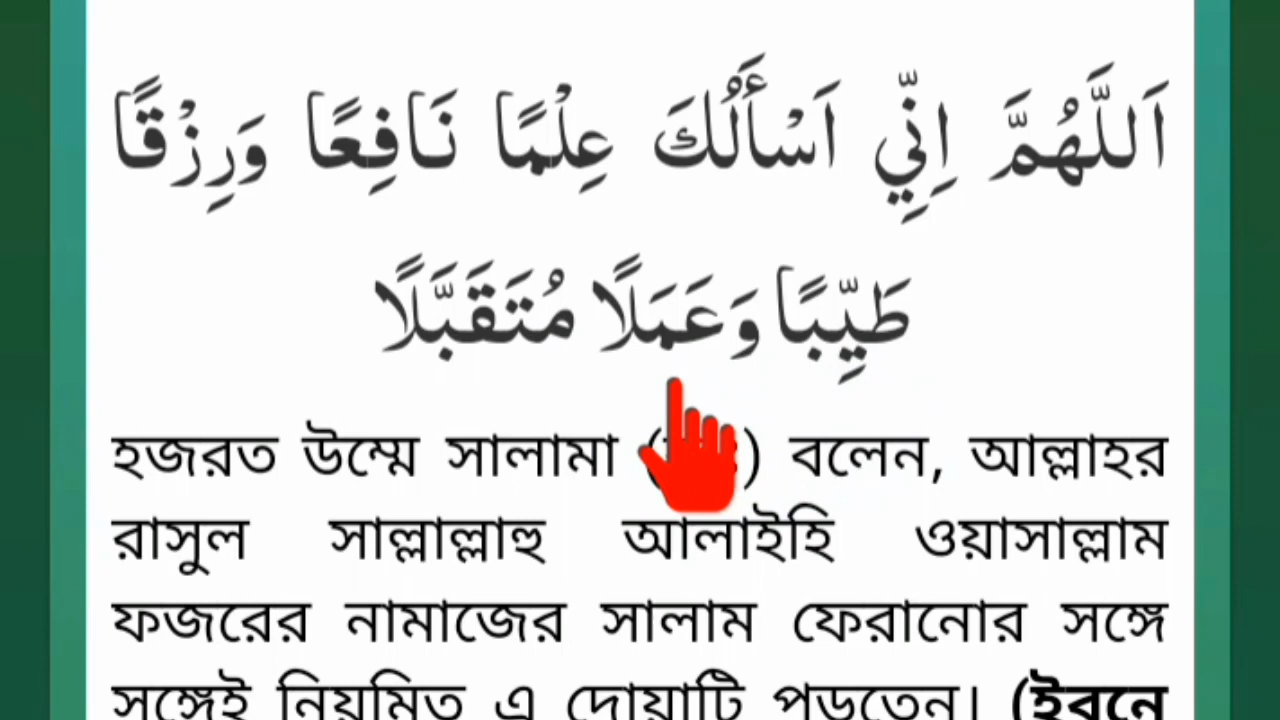 اَللَّهُمَّ اِنِّي اَسْأَلُكَ عِلْمًا نَافِعًا وَرِزْقًا
طَيِّبًا وَعَمَلًا مُتَقَبَّلًا
হজরত উম্মে সালামা বলেন, আল্লাহর
রাসুল সাল্লাল্লাহু আলাইহি ওয়াসাল্লাম
ফজরের নামাজের সালাম ফেরানোর সঙ্গে
সঙ্গেই নিয়মিত এ দোয়াটি পড়তেন। (ইবনে